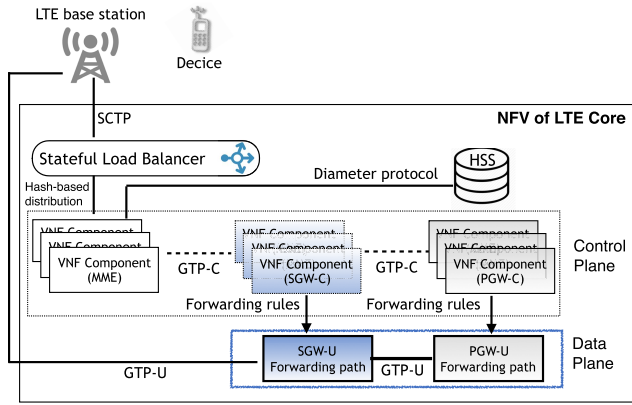 LTE base station
Decice
SCTP
NFV of LTE Core
Stateful Load Balancer
HSS
Diameter protocol
Hash-based
distribution
VNF Component
VNF Component
VNF Component
(MME)
GTP-C
VNF Component
VNF Component
VNF Component
(SGW-C)
GTP-C
VNF Component
VNF Component
VNF Component
(PGW-C)
Control
Plane
Forwarding rules
Forwarding rules
SGW-U
Forwarding path
GTP-U
PGW-U
Forwarding path
Data
Plane
GTP-U